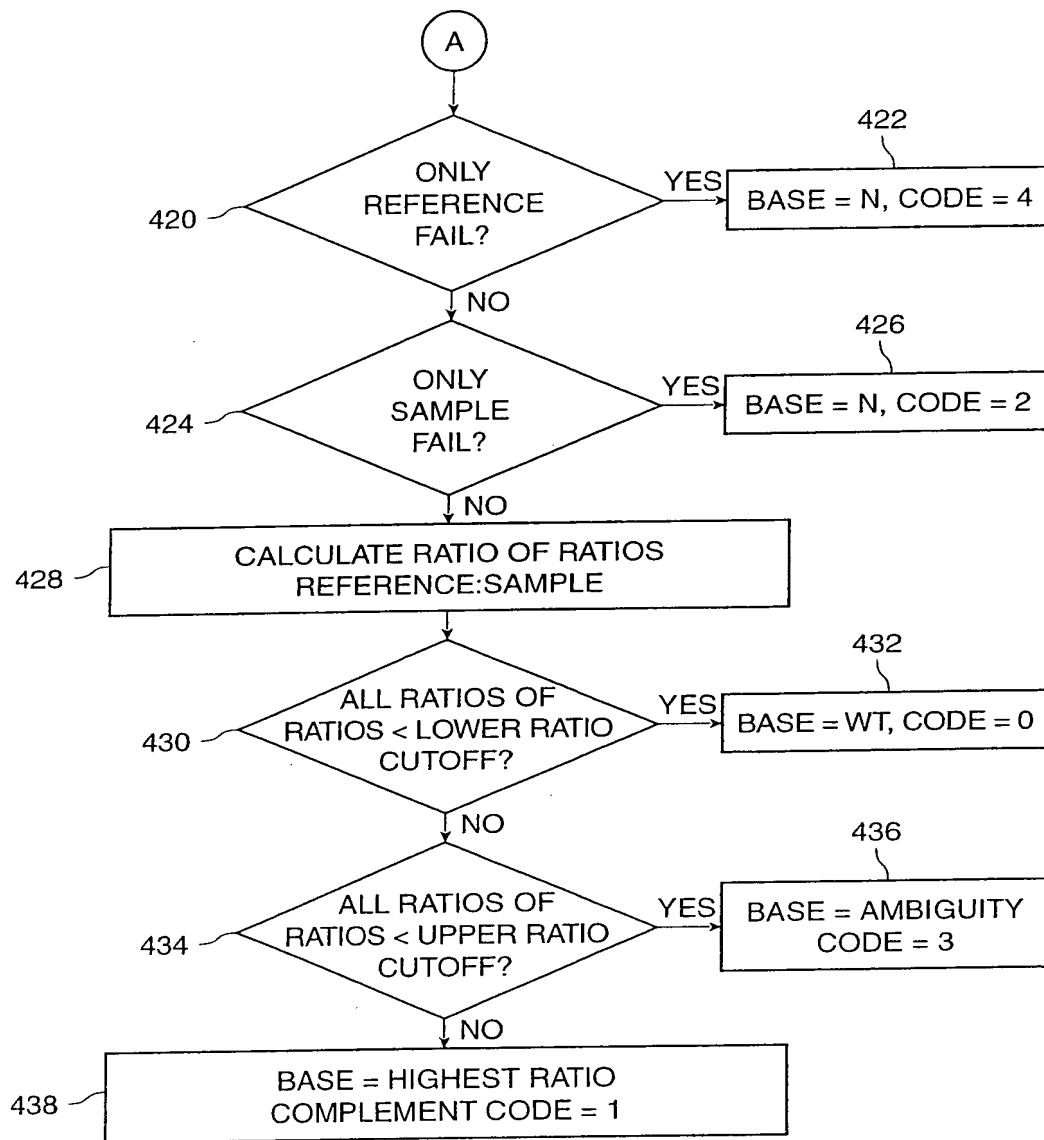 A
ONLY
REFERENCE
FAIL?
420
YES
422
BASE = N, CODE = 4
NO
ONLY
SAMPLE
FAIL?
424
YES
426
BASE = N, CODE = 2
NO
428
CALCULATE RATIO OF RATIOS
REFERENCE:SAMPLE
ALL RATIOS OF
RATIOS < LOWER RATIO
CUTOFF?
430
YES
432
BASE = WT, CODE = 0
NO
ALL RATIOS OF
RATIOS < UPPER RATIO
CUTOFF?
434
YES
436
BASE = AMBIGUITY
CODE = 3
NO
438
BASE = HIGHEST RATIO
COMPLEMENT CODE = 1